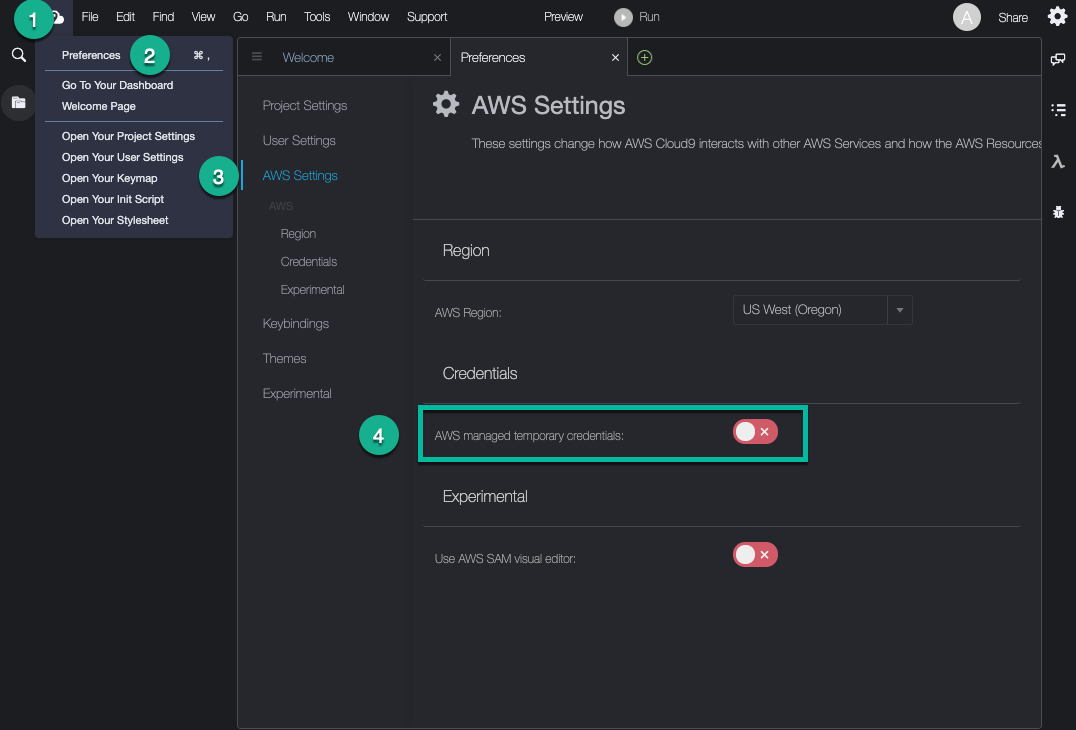 1
File Edit Find View Go Run Tools Window Support Preview Run A Share
Preferences 2 ⌘ ,
Go To Your Dashboard
Welcome Page
Open Your Project Settings
Open Your User Settings
Open Your Keymap
Open Your Init Script
Open Your Stylesheet
3
Welcome × Preferences ×
Project Settings
User Settings
AWS Settings
AWS
Region
Credentials
Experimental
Keybindings
Themes
Experimental
AWS Settings
These settings change how AWS Cloud9 interacts with other AWS Services and how the AWS Resources
Region
AWS Region: US West (Oregon)
Credentials
4
AWS managed temporary credentials: ×
Experimental
Use AWS SAM visual editor: ×
λ